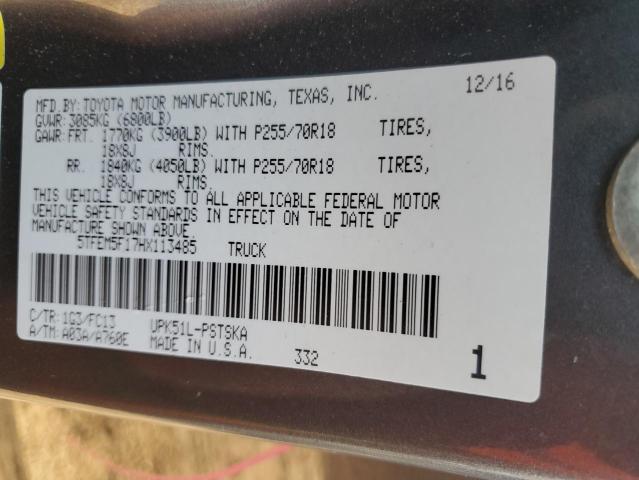 MFD.BY:TOYOTA MOTOR MANUFACTURING, TEXAS, INC. 12/16
GVWR:3085KG (6800LB)
GAWR:FRT. 1770KG (3900LB) WITH P255/70R18 TIRES,
18X8J RIMS.
RR. 1840KG (4050LB) WITH P255/70R18 TIRES,
18X8J RIMS.
THIS VEHICLE CONFORMS TO ALL APPLICABLE FEDERAL MOTOR
VEHICLE SAFETY STANDARDS IN EFFECT ON THE DATE OF
MANUFACTURE SHOWN ABOVE.
5TFEM5F17HX113485 TRUCK
C/TR:1G3/FC13 UPK51L-PSTSKA
A/TM:A03A/A760E MADE IN U.S.A. 332 1